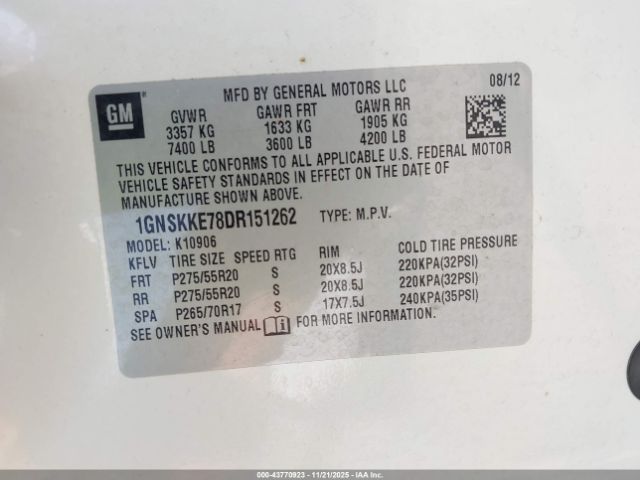 GM
MFD BY GENERAL MOTORS LLC 08/12
GVWR GAWR FRT GAWR RR
3357 KG 1633 KG 1905 KG
7400 LB 3600 LB 4200 LB
THIS VEHICLE CONFORMS TO ALL APPLICABLE U.S. FEDERAL MOTOR
VEHICLE SAFETY STANDARDS IN EFFECT ON THE DATE OF
MANUFACTURE SHOWN ABOVE.
1GNSKKE78DR151262 TYPE: M.P.V.
MODEL: K10906
KFLV TIRE SIZE SPEED RTG RIM COLD TIRE PRESSURE
FRT P275/55R20 S 20X8.5J 220KPA(32PSI)
RR P275/55R20 S 20X8.5J 220KPA(32PSI)
SPA P265/70R17 S 17X7.5J 240KPA(35PSI)
SEE OWNER'S MANUAL FOR MORE INFORMATION.
000-43770923 - 11/21/2025 - IAAI.COM